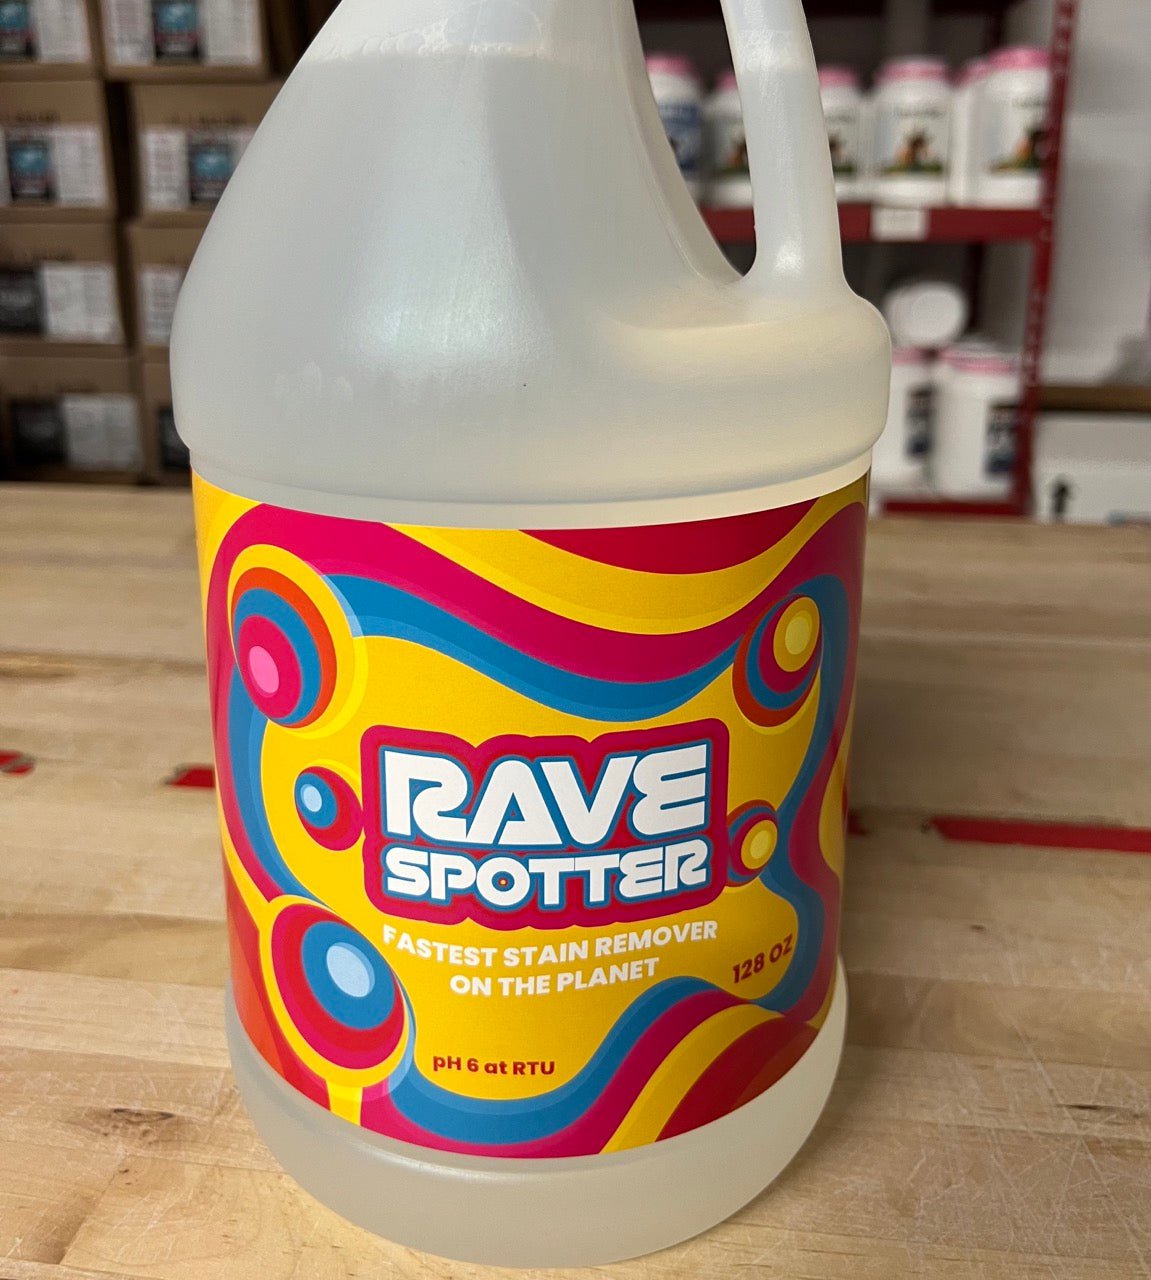 RAVE
SPOTTER
FASTEST STAIN REMOVER
ON THE PLANET
128 OZ
pH 6 at RTU